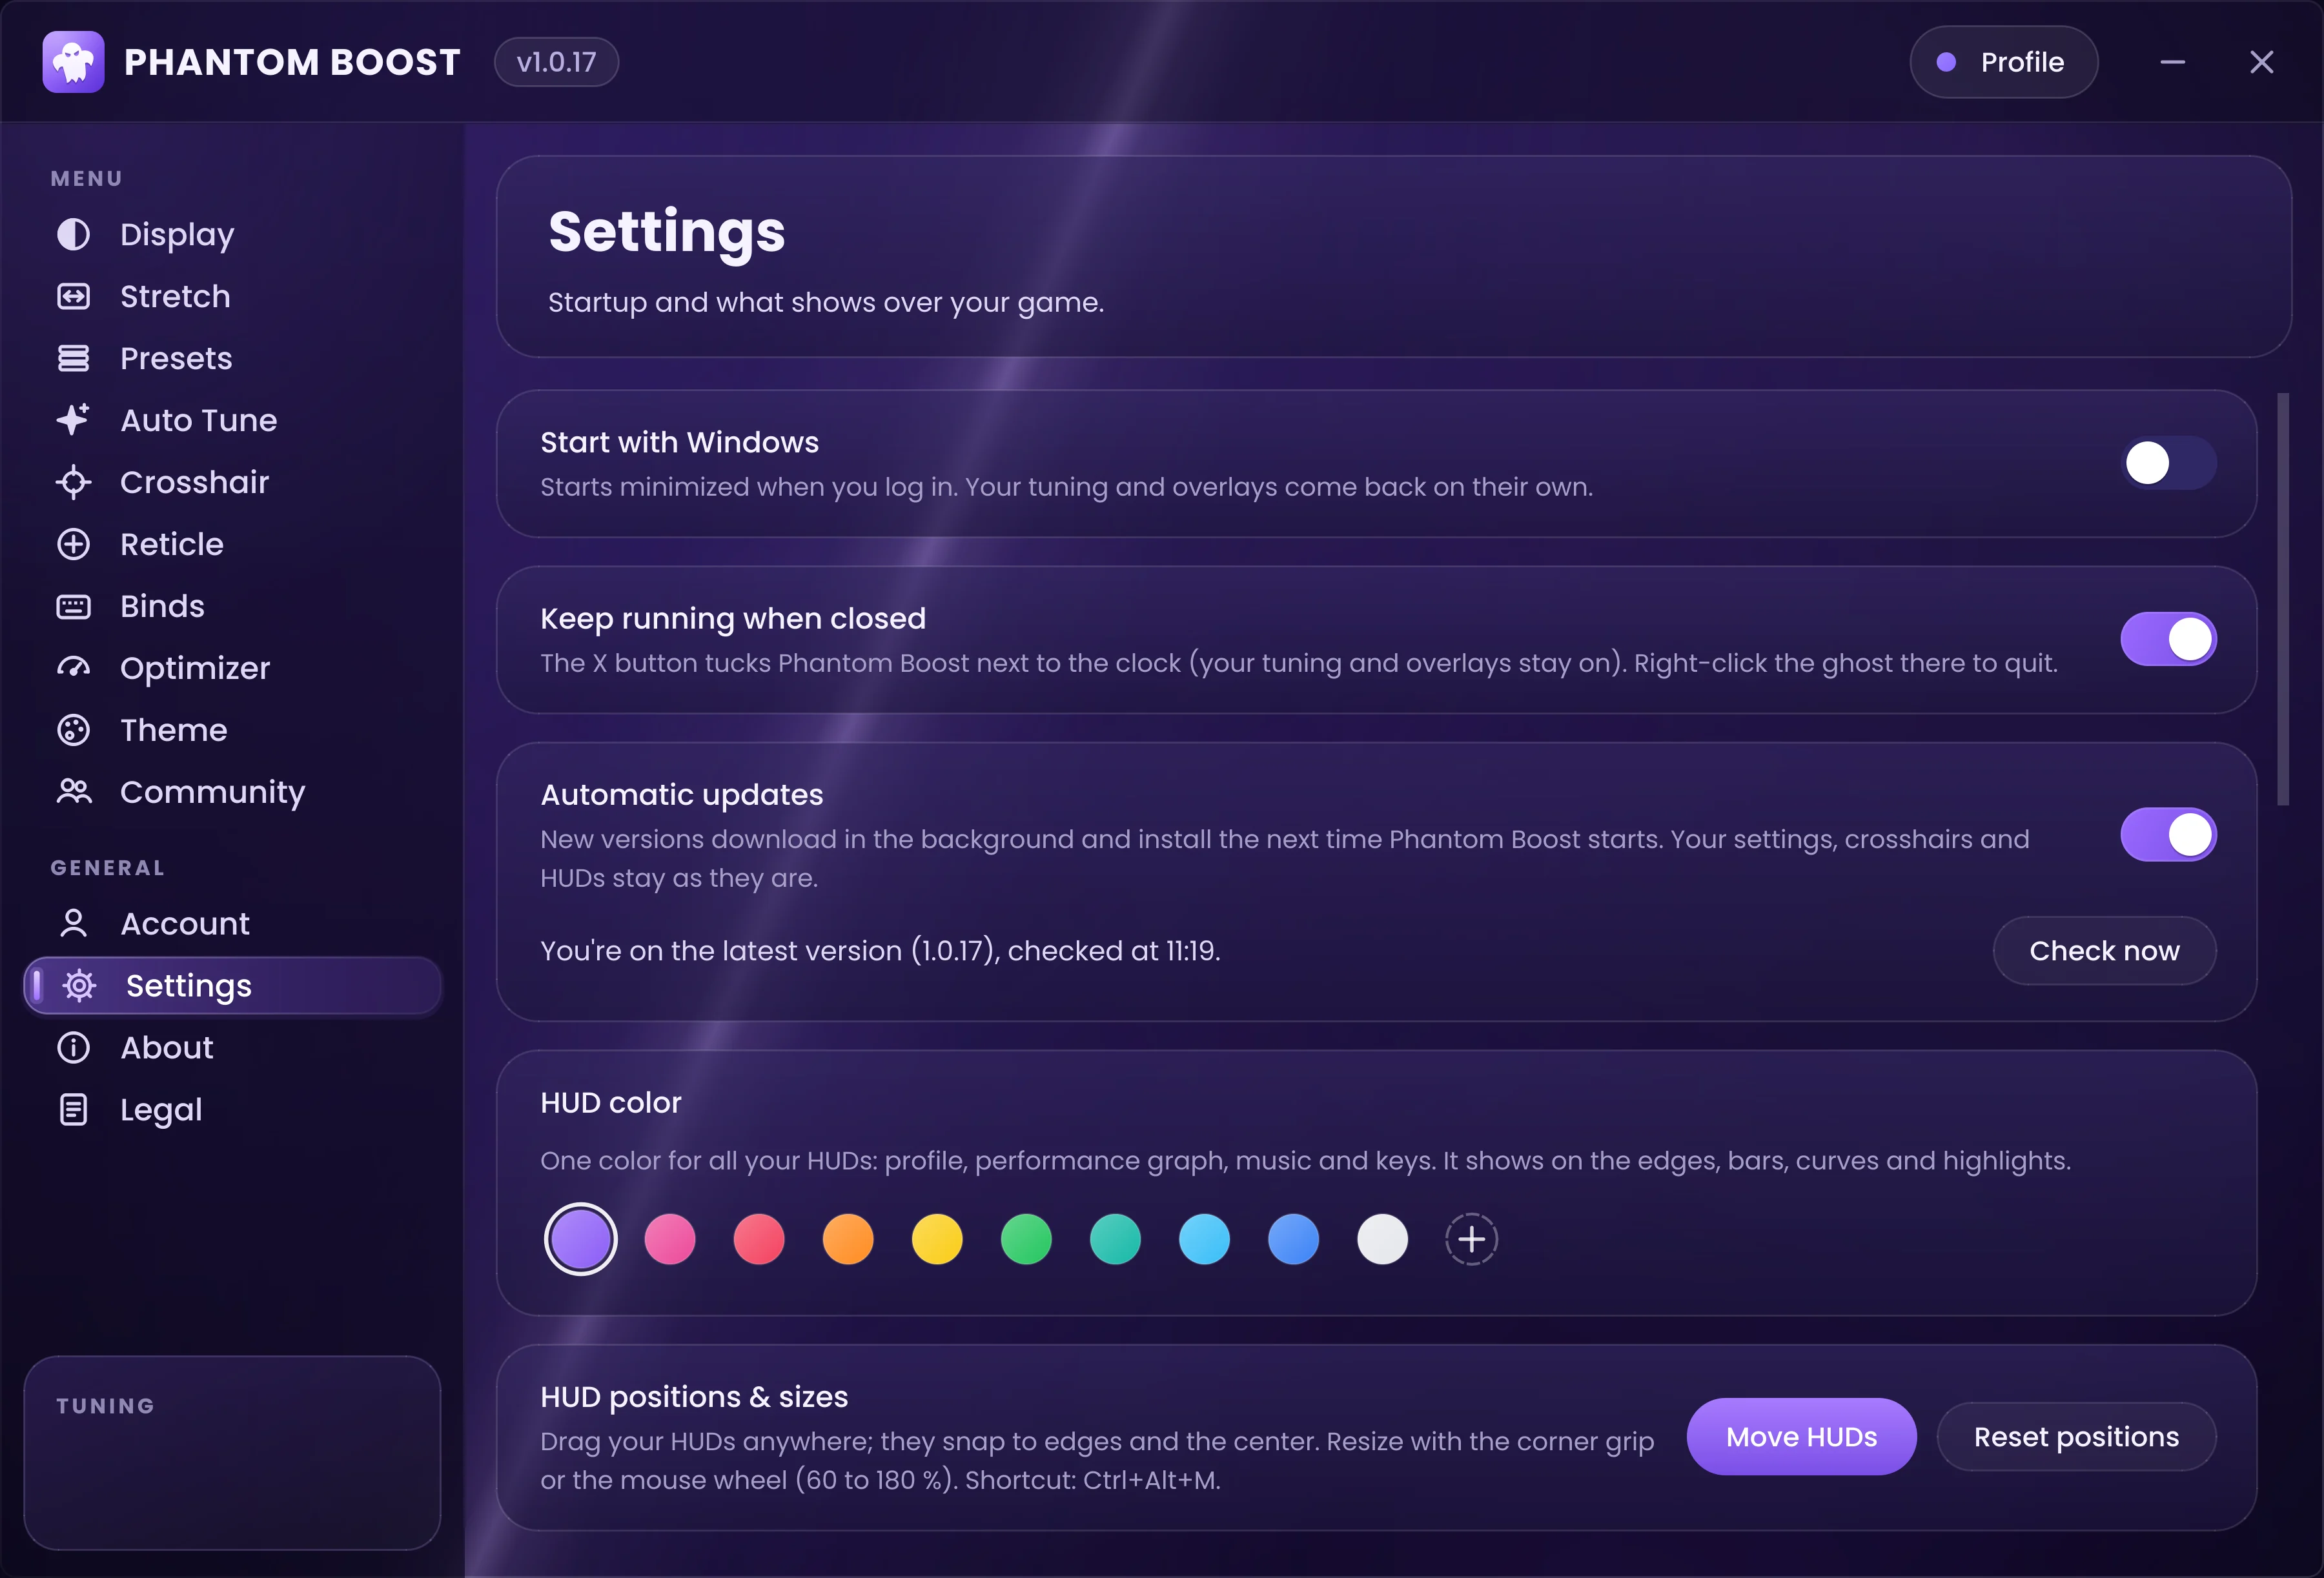 PHANTOM BOOST
v1.0.17
Profile
MENU
Display
Stretch
Presets
Auto Tune
Crosshair
Reticle
Binds
Optimizer
Theme
Community
GENERAL
Account
Settings
About
Legal
TUNING
Settings
Startup and what shows over your game.
Start with Windows
Starts minimized when you log in. Your tuning and overlays come back on their own.
Keep running when closed
The X button tucks Phantom Boost next to the clock (your tuning and overlays stay on). Right-click the ghost there to quit.
Automatic updates
New versions download in the background and install the next time Phantom Boost starts. Your settings, crosshairs and
HUDs stay as they are.
You're on the latest version (1.0.17), checked at 11:19.
Check now
HUD color
One color for all your HUDs: profile, performance graph, music and keys. It shows on the edges, bars, curves and highlights.
HUD positions & sizes
Drag your HUDs anywhere; they snap to edges and the center. Resize with the corner grip
or the mouse wheel (60 to 180 %). Shortcut: Ctrl+Alt+M.
Move HUDs
Reset positions